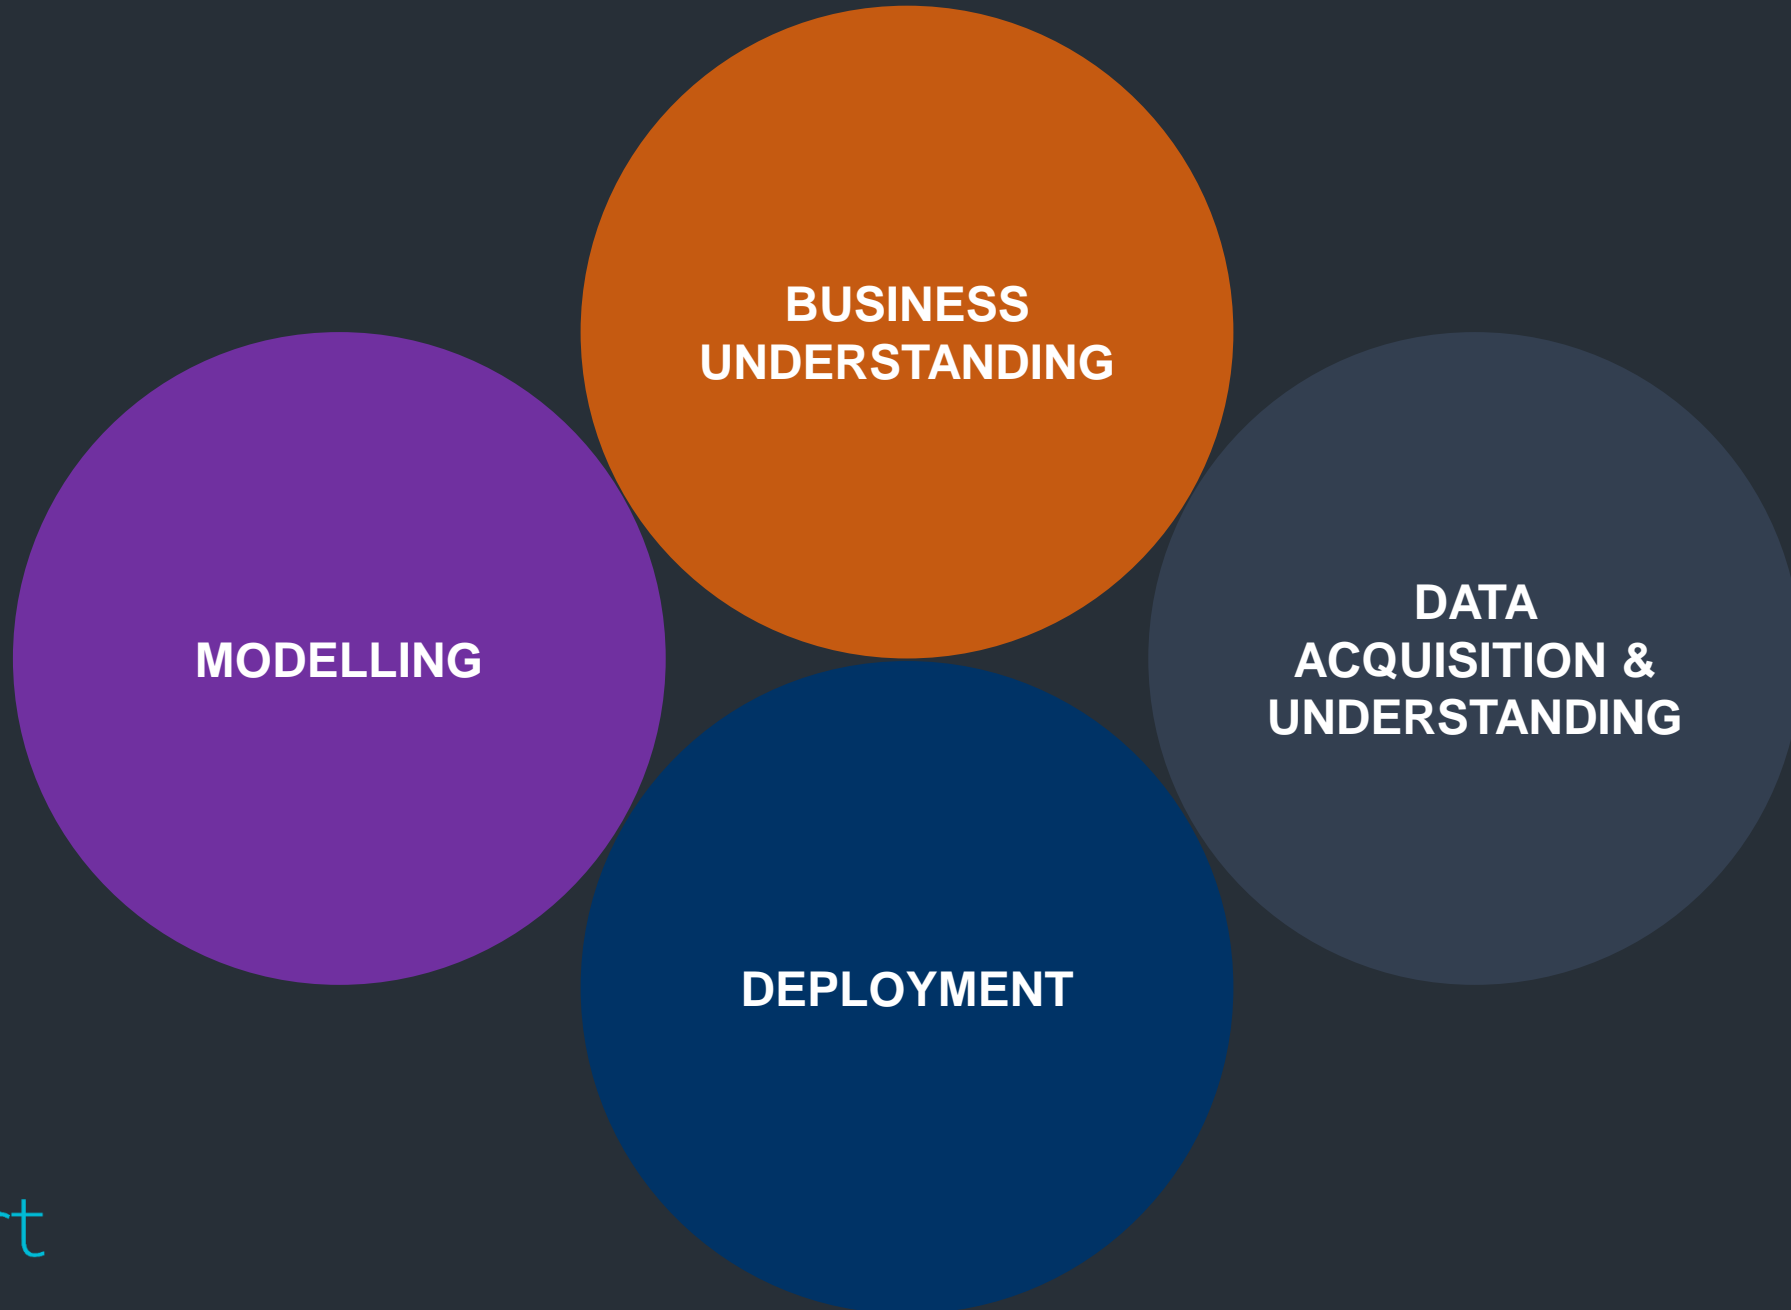 BUSINESS
UNDERSTANDING
DATA
ACQUISITION &
UNDERSTANDING
MODELLING
DEPLOYMENT